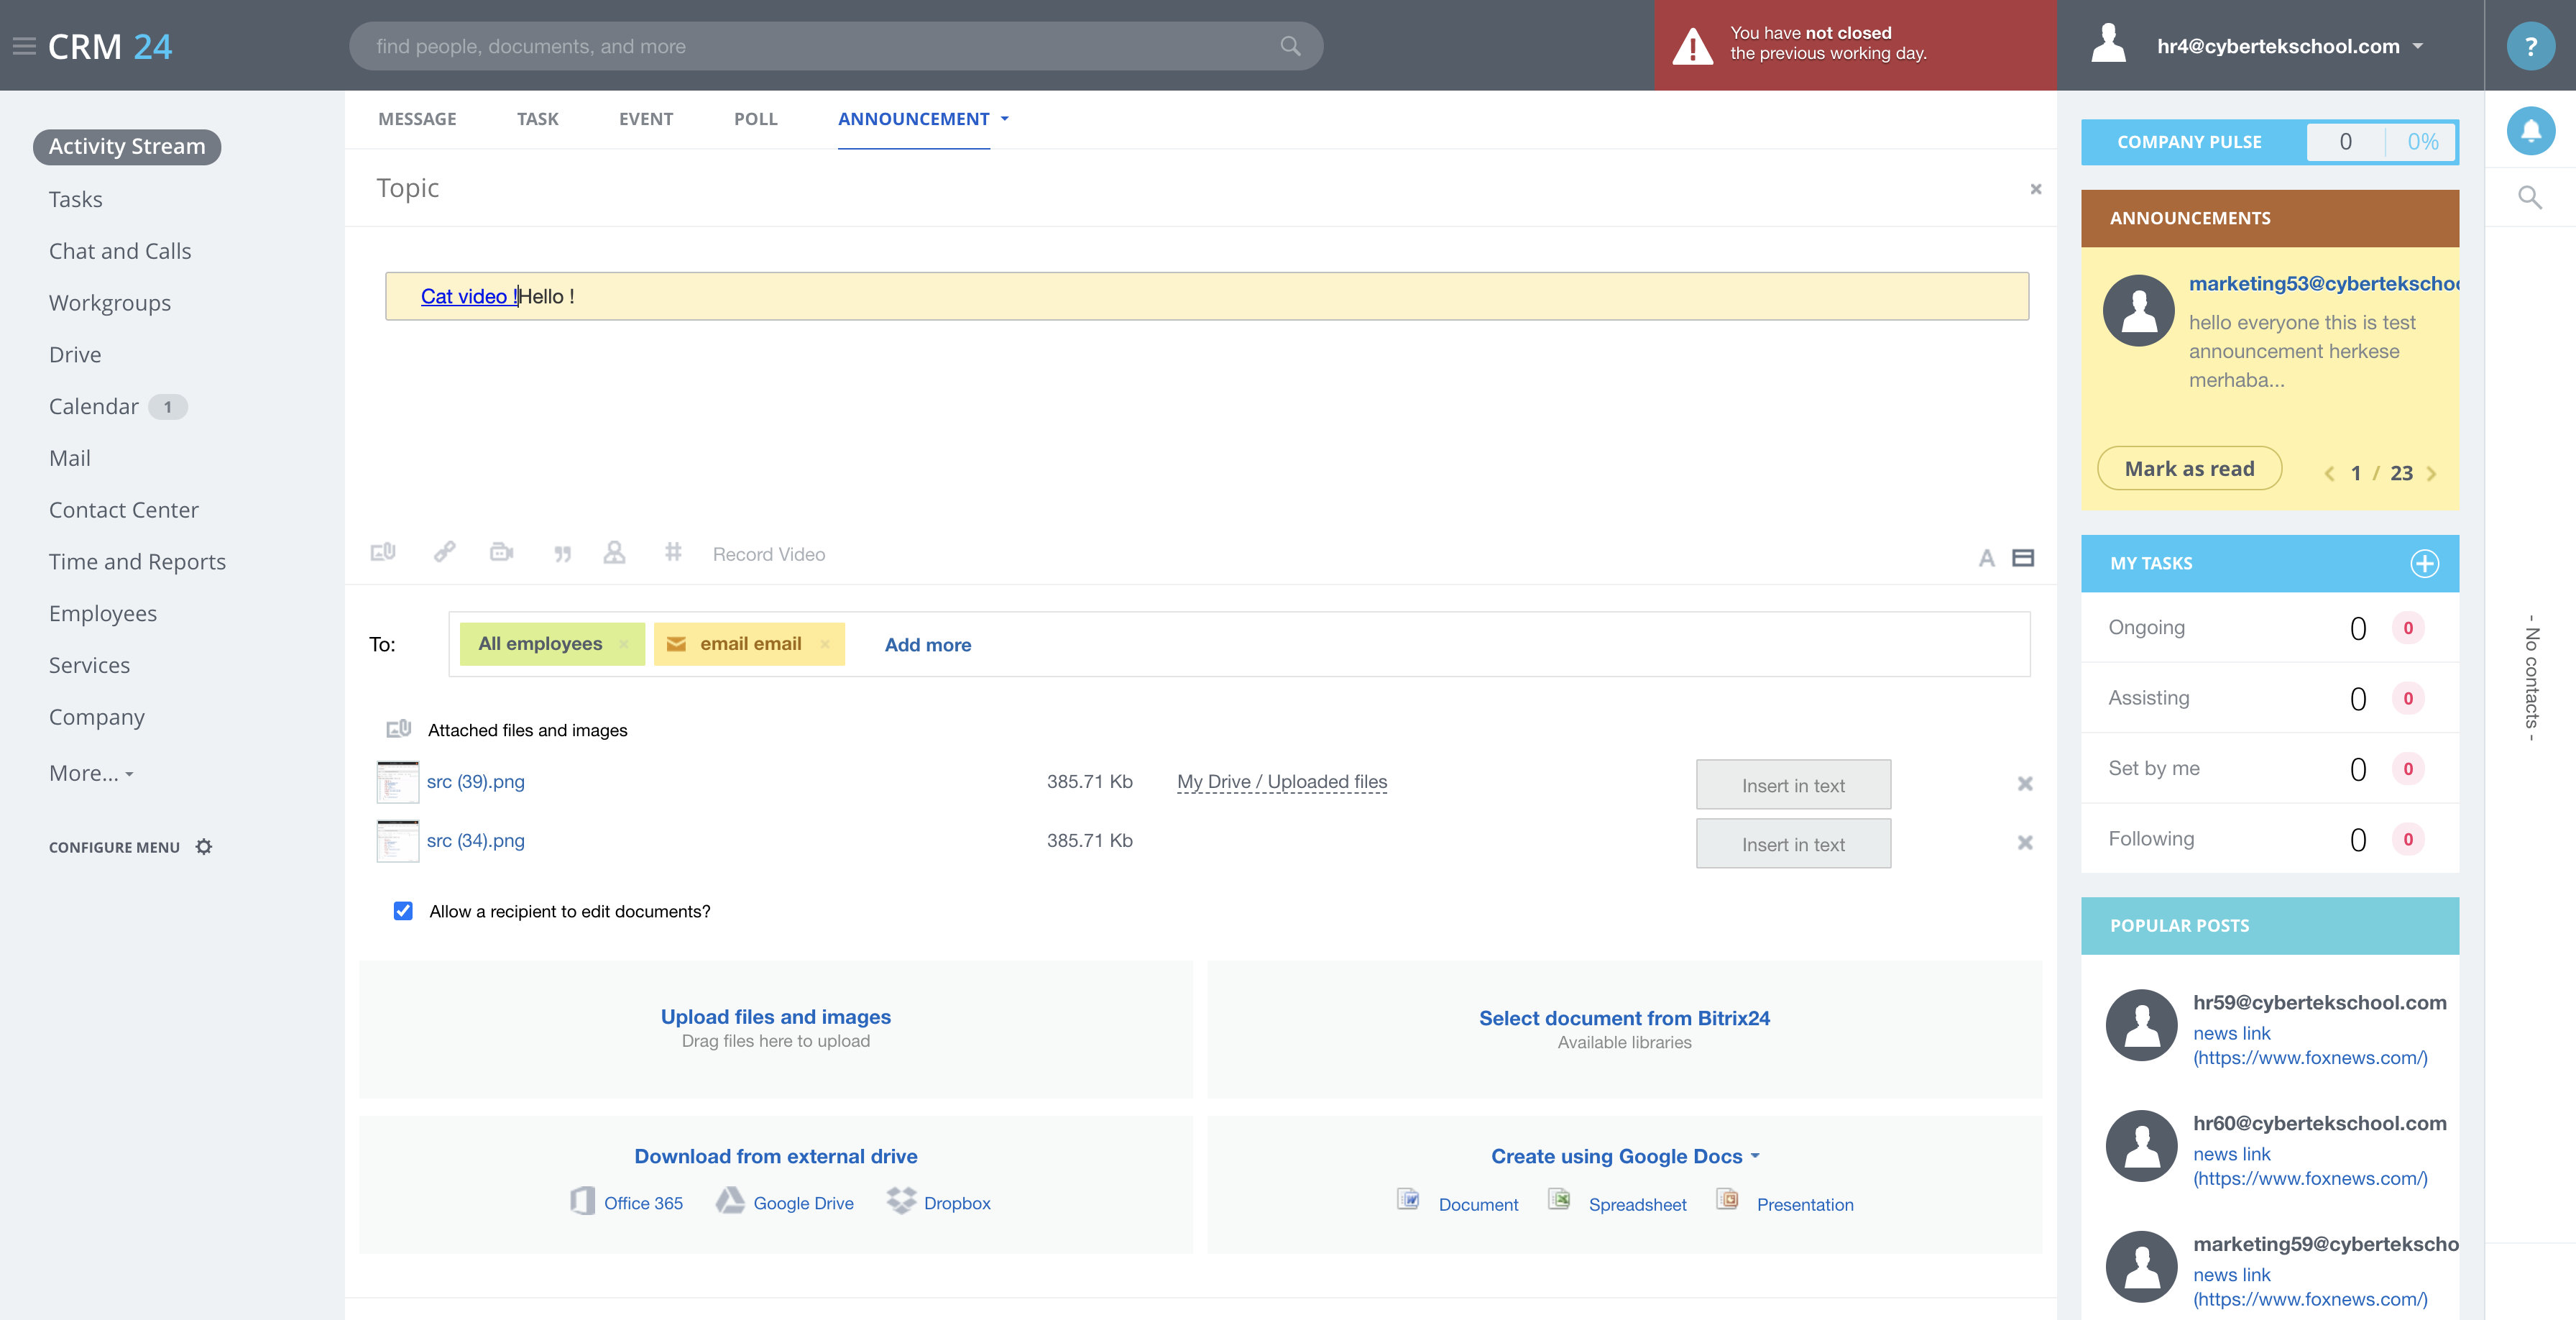 CRM 24
find people, documents, and more
You have not closed
the previous working day.
hr4@cybertekschool.com
?
Activity Stream
Tasks
Chat and Calls
Workgroups
Drive
Calendar 1
Mail
Contact Center
Time and Reports
Employees
Services
Company
More...
CONFIGURE MENU
MESSAGE TASK EVENT POLL ANNOUNCEMENT
Topic
Cat video !Hello !
Record Video
A
To: All employees email email Add more
Attached files and images
src (39).png 385.71 Kb My Drive / Uploaded files Insert in text
src (34).png 385.71 Kb Insert in text
Allow a recipient to edit documents?
Upload files and images
Drag files here to upload
Select document from Bitrix24
Available libraries
Download from external drive
Office 365 Google Drive Dropbox
Create using Google Docs
Document Spreadsheet Presentation
COMPANY PULSE 0 0%
ANNOUNCEMENTS
marketing53@cybertekschoo
hello everyone this is test
announcement herkese
merhaba...
Mark as read 1 / 23
MY TASKS
Ongoing 0 0
Assisting 0 0
Set by me 0 0
Following 0 0
POPULAR POSTS
hr59@cybertekschool.com
news link
(https://www.foxnews.com/)
hr60@cybertekschool.com
news link
(https://www.foxnews.com/)
marketing59@cybertekscho
news link
(https://www.foxnews.com/)
- No contacts -